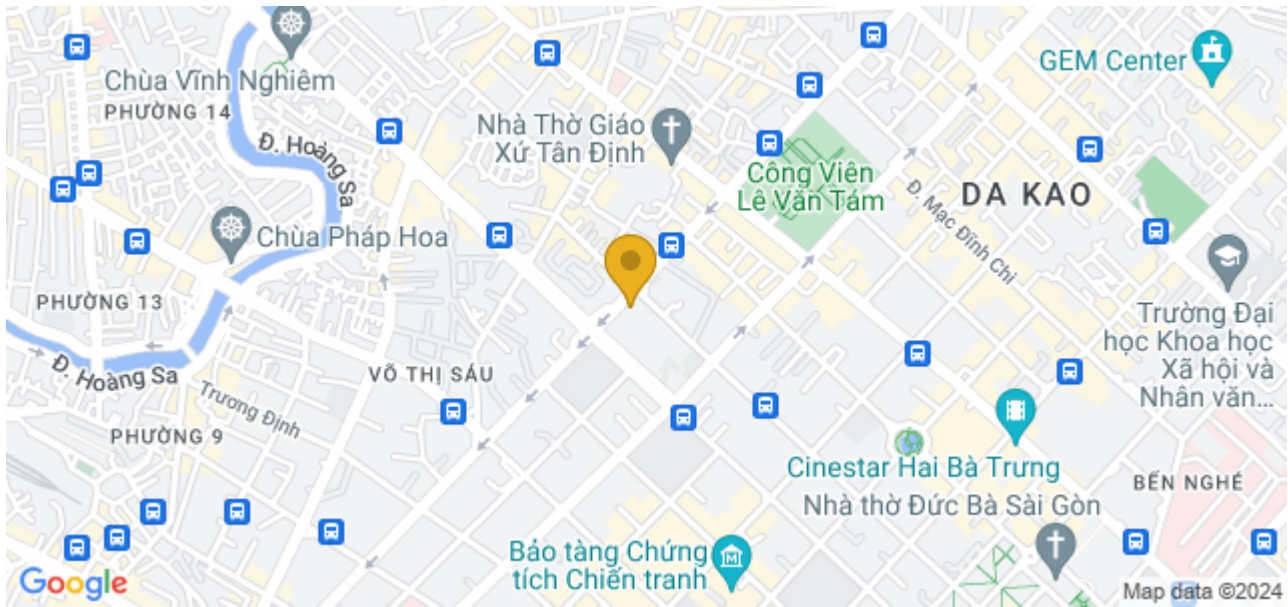 GEM Center
Chùa Vĩnh Nghiêm
PHƯỜNG 14
Nhà Thờ Giáo
Xứ Tân Định
Đ. Hoàng Sa
Công Viên
Lê Văn Tám
DA KAO
Đ. Mạc Đĩnh Chi
Chùa Pháp Hoa
PHƯỜNG 13
Trường Đại
học Khoa học
Xã hội và
Nhân văn...
Đ. Hoàng Sa
VÕ THỊ SÁU
Trương Định
PHƯỜNG 9
Cinestar Hai Bà Trưng
BẾN NGHÉ
Nhà thờ Đức Bà Sài Gòn
Bảo tàng Chứng
tích Chiến tranh
Google
Map data ©2024